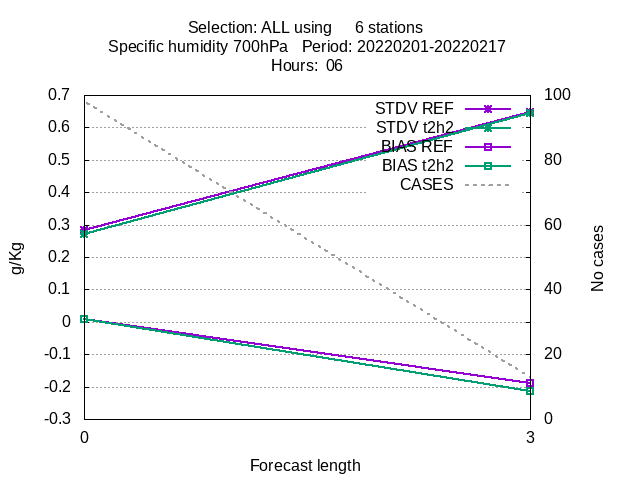 Selection: ALL using 6 stations
Specific humidity 700hPa Period: 20220201-20220217
Hours: 06
0.7
0.6
0.5
0.4
0.3
0.2
0.1
0
-0.1
-0.2
-0.3
g/Kg
STDV REF
STDV t2h2
BIAS REF
BIAS t2h2
CASES
100
80
60
40
20
0
No cases
0 3
Forecast length